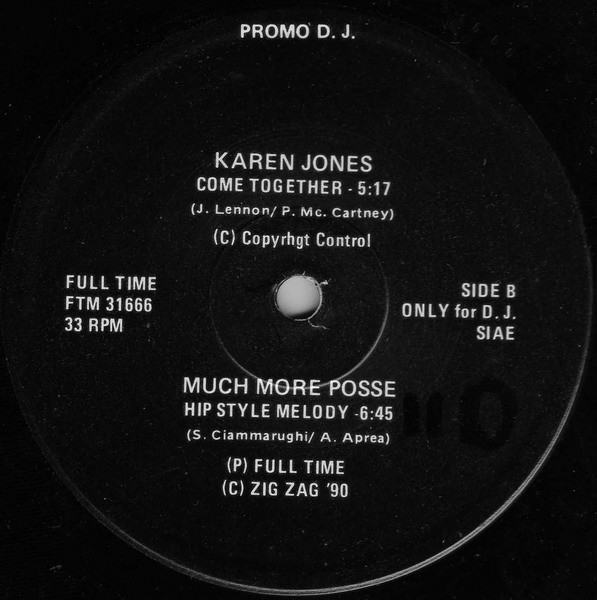 PROMO D. J.
KAREN JONES
COME TOGETHER - 5:17
(J. Lennon/ P. Mc. Cartney)
(C) Copyrhgt Control
FULL TIME
FTM 31666
33 RPM
SIDE B
ONLY for D. J.
SIAE
MUCH MORE POSSE
HIP STYLE MELODY -6:45
(S. Ciammarughi/ A. Aprea)
(P) FULL TIME
(C) ZIG ZAG '90